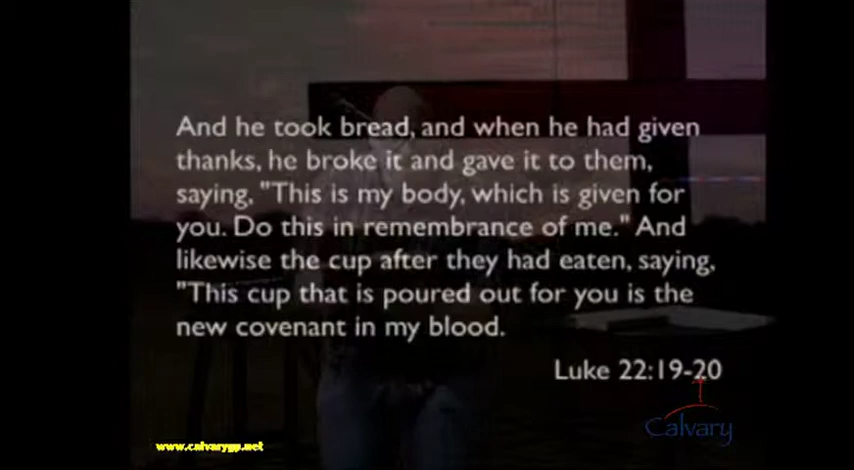 And he took bread, and when he had given
thanks, he broke it and gave it to them,
saying, "This is my body, which is given for
you. Do this in remembrance of me." And
likewise the cup after they had eaten, saying,
"This cup that is poured out for you is the
new covenant in my blood.
Luke 22:19-20
Calvary
www.calvarygp.net